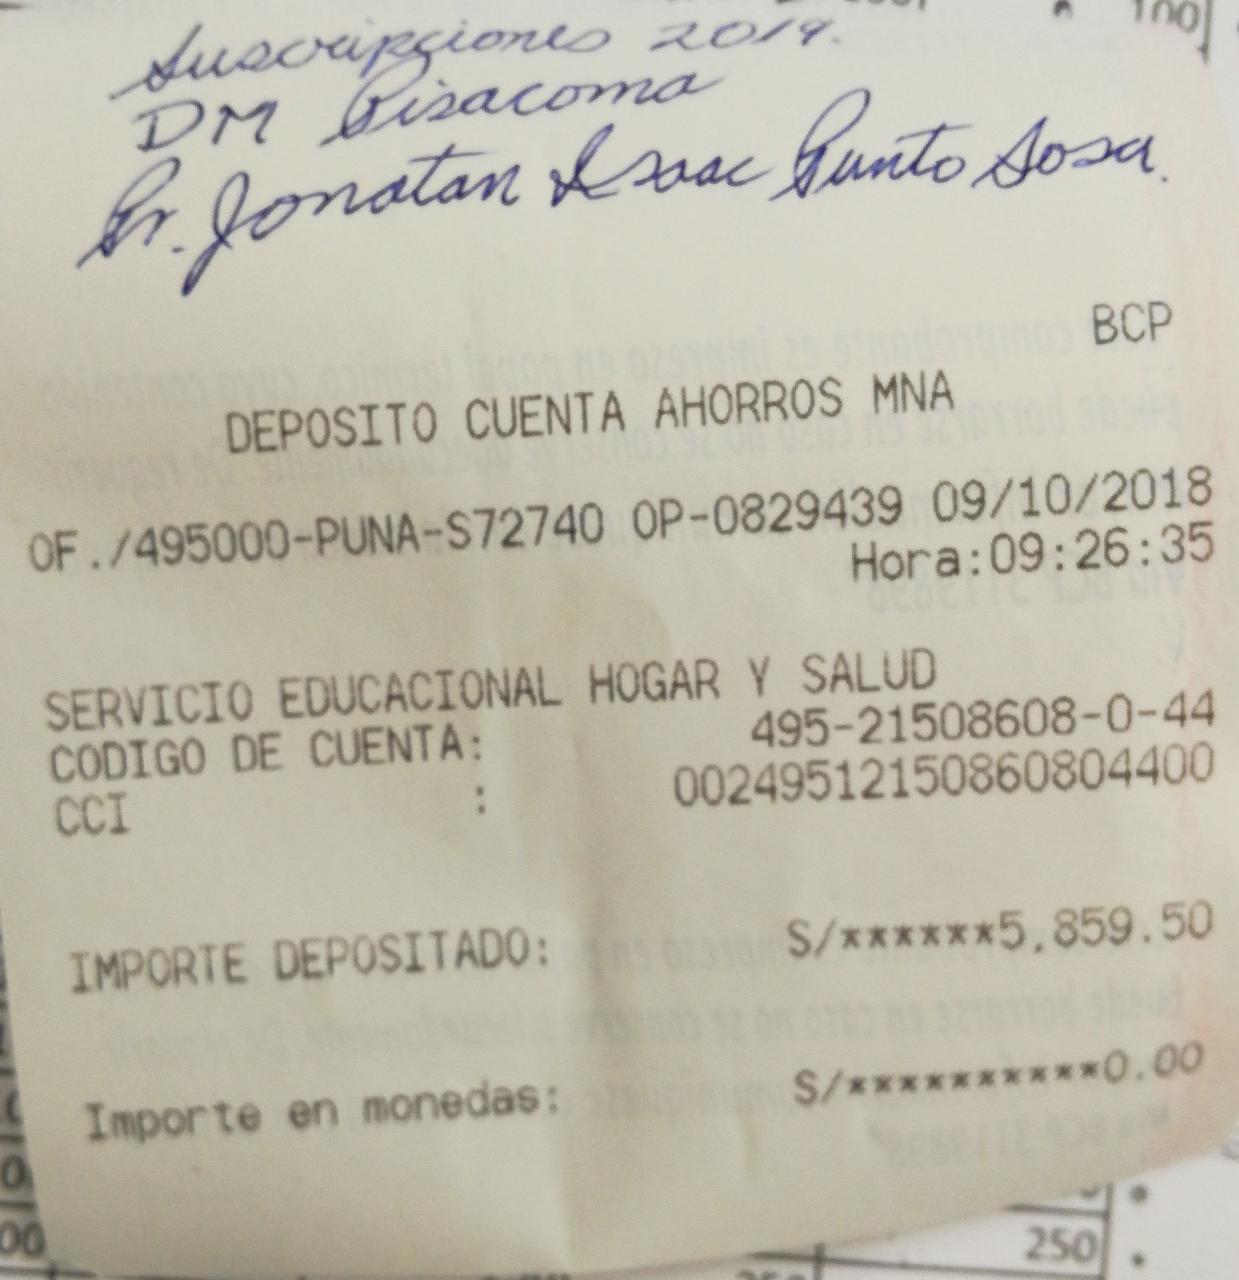 100
Suscripciones 2019.
DM Pisacoma
Pr. Jonatan Isaac Punto Sosa.
BCP
DEPOSITO CUENTA AHORROS MNA
OF./495000-PUNA-S72740 OP-0829439 09/10/2018
Hora:09:26:35
SERVICIO EDUCACIONAL HOGAR Y SALUD
CODIGO DE CUENTA: 495-21508608-0-44
CCI : 00249512150860804400
IMPORTE DEPOSITADO: S/******5,859.50
Importe en monedas: S/**********0.00
250